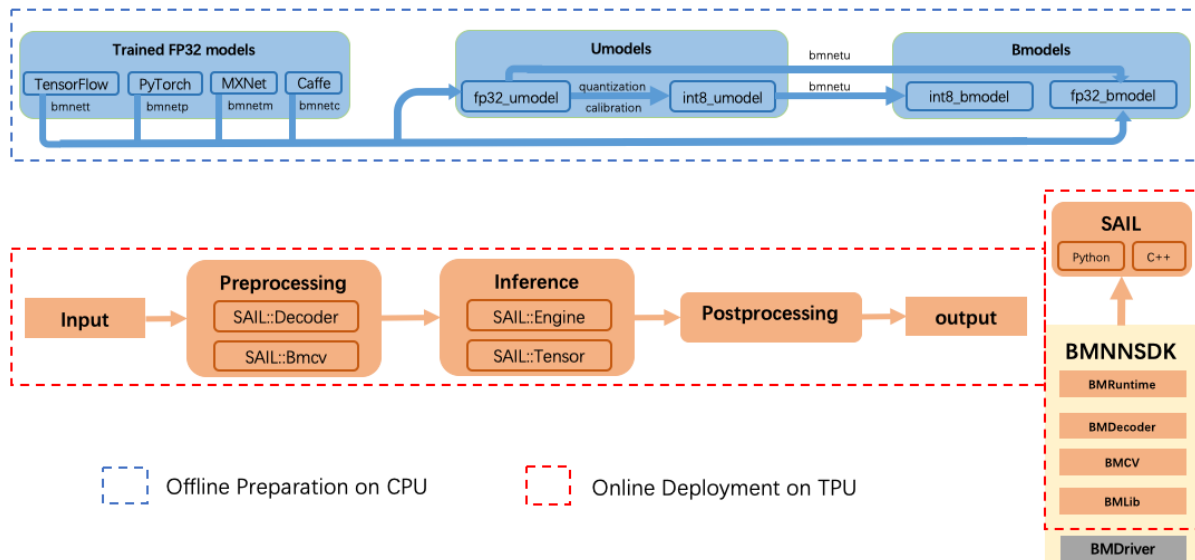 Trained FP32 models
TensorFlow
PyTorch
MXNet
Caffe
bmnett
bmnetp
bmnetm
bmnetc
Umodels
fp32_umodel
quantization
calibration
int8_umodel
bmnetu
bmnetu
Bmodels
int8_bmodel
fp32_bmodel
SAIL
Python
C++
Input
Preprocessing
SAIL::Decoder
SAIL::Bmcv
Inference
SAIL::Engine
SAIL::Tensor
Postprocessing
output
BMNNSDK
BMRuntime
BMDecoder
BMCV
BMLib
BMDriver
Offline Preparation on CPU
Online Deployment on TPU